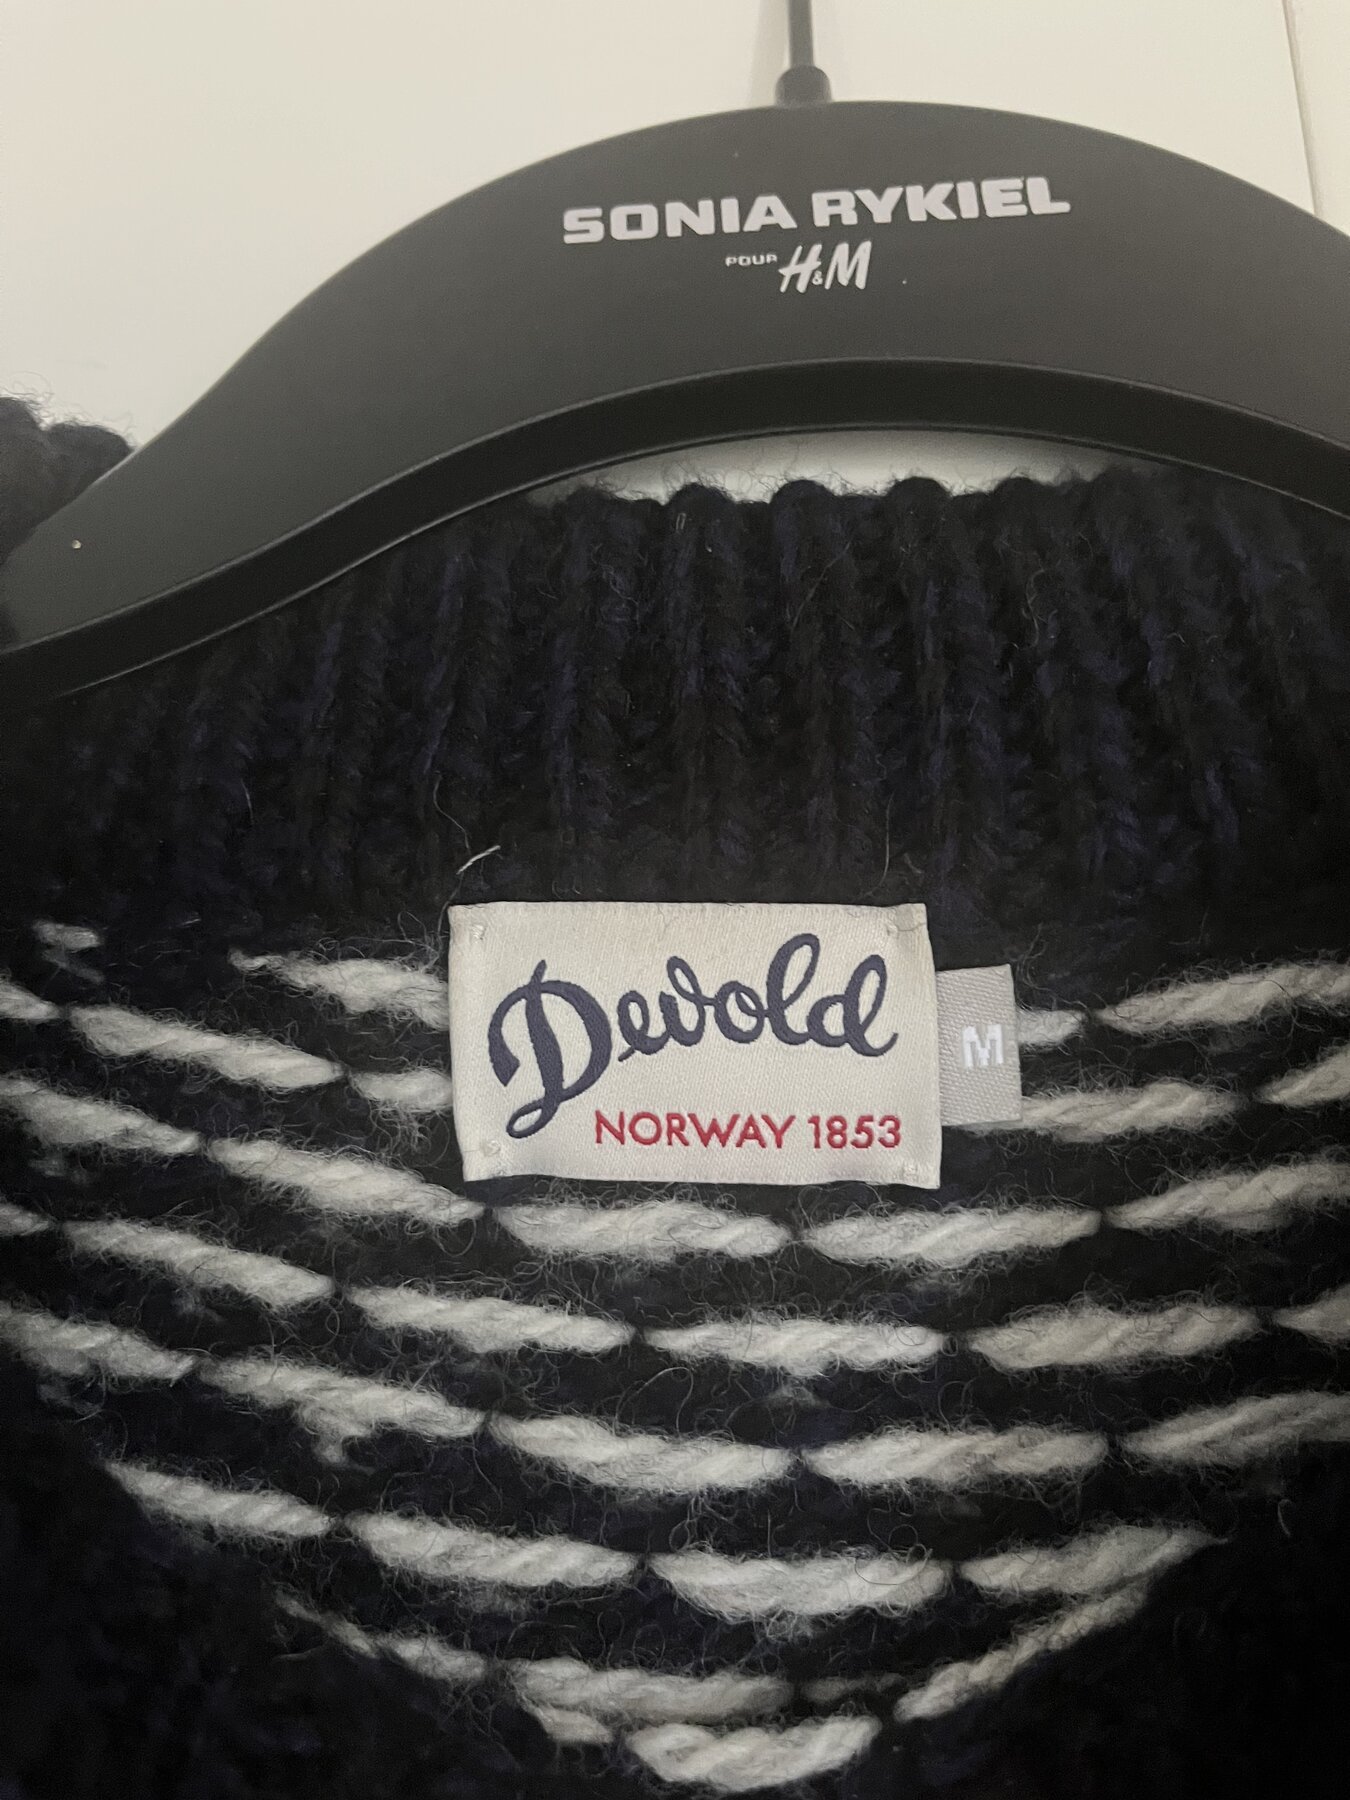 SONIA RYKIEL
POUR H&M
Devold
NORWAY 1853
M